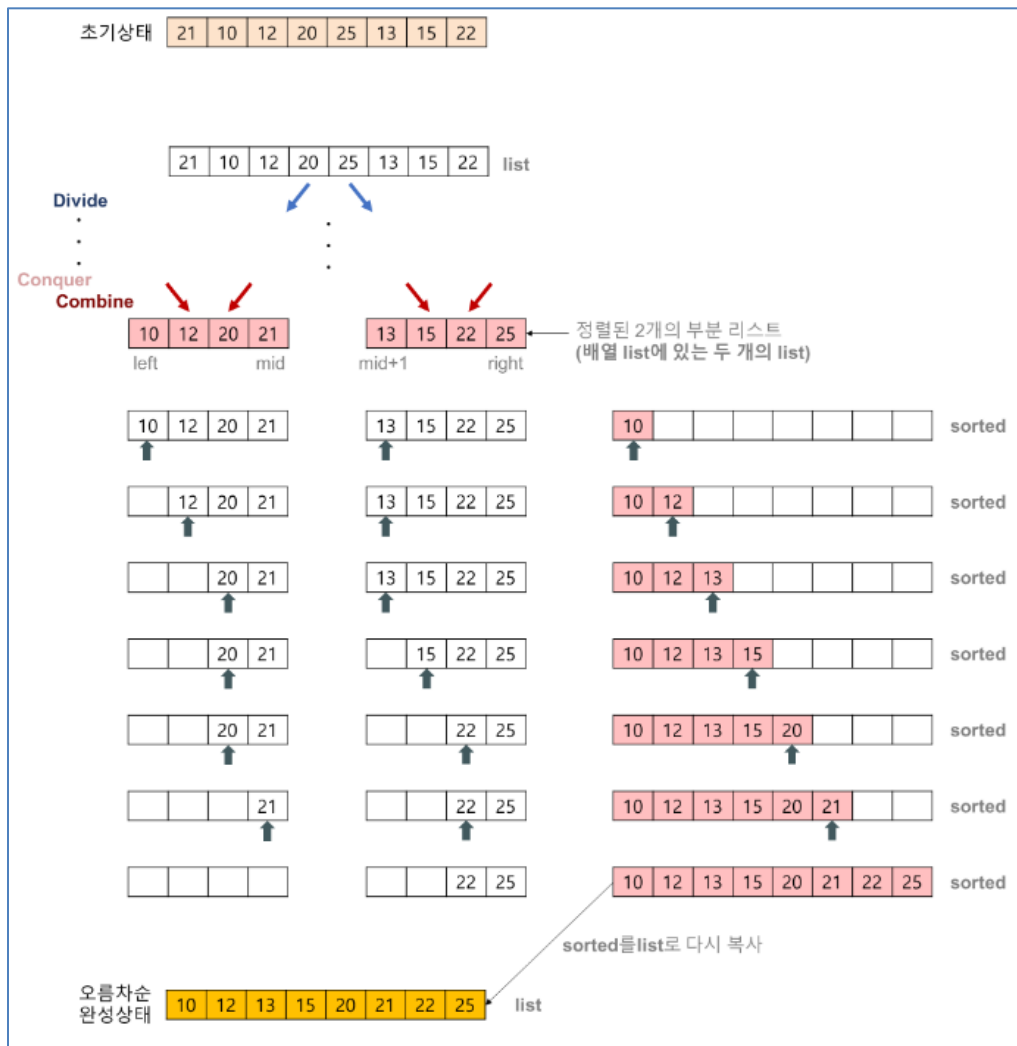 초기상태 21 10 12 20 25 13 15 22
21 10 12 20 25 13 15 22 list
Divide
Conquer
Combine
10 12 20 21 13 15 22 25 정렬된 2개의 부분 리스트
(배열 list에 있는 두 개의 list)
left mid mid+1 right
10 12 20 21 13 15 22 25 10 sorted
12 20 21 13 15 22 25 10 12 sorted
20 21 13 15 22 25 10 12 13 sorted
20 21 15 22 25 10 12 13 15 sorted
20 21 22 25 10 12 13 15 20 sorted
21 22 25 10 12 13 15 20 21 sorted
22 25 10 12 13 15 20 21 22 25 sorted
sorted를list로 다시 복사
오름차순
완성상태 10 12 13 15 20 21 22 25 list